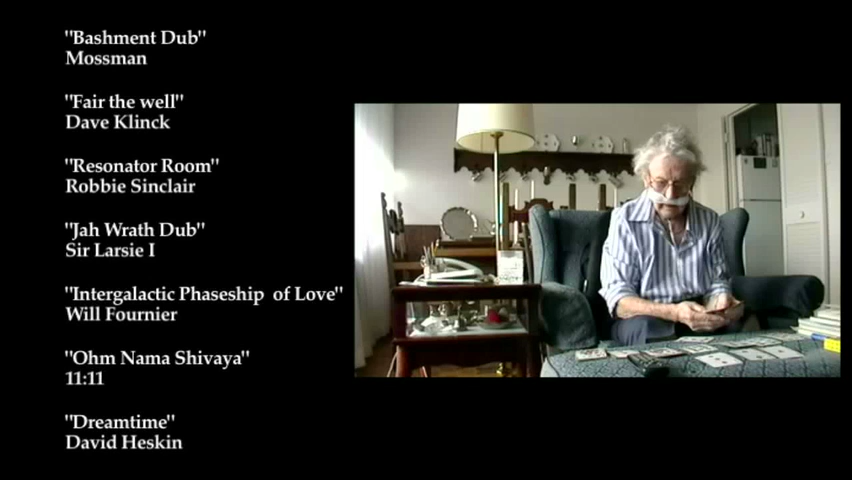 "Bashment Dub"
Mossman
"Fair the well"
Dave Klinck
"Resonator Room"
Robbie Sinclair
"Jah Wrath Dub"
Sir Larsie I
"Intergalactic Phaseship of Love"
Will Fournier
"Ohm Nama Shivaya"
11:11
"Dreamtime"
David Heskin